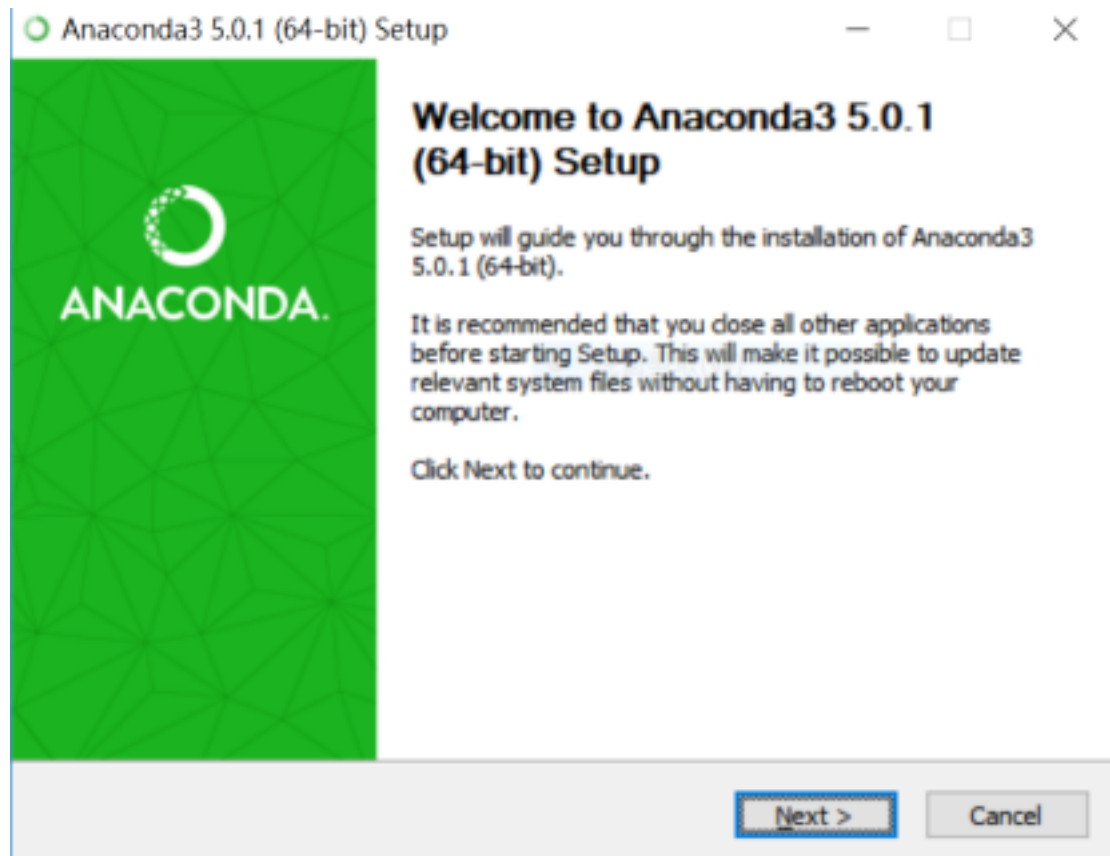 Anaconda3 5.0.1 (64-bit) Setup
Welcome to Anaconda3 5.0.1
(64-bit) Setup
ANACONDA.
Setup will guide you through the installation of Anaconda3
5.0.1 (64-bit).
It is recommended that you close all other applications
before starting Setup. This will make it possible to update
relevant system files without having to reboot your
computer.
Click Next to continue.
Next >
Cancel